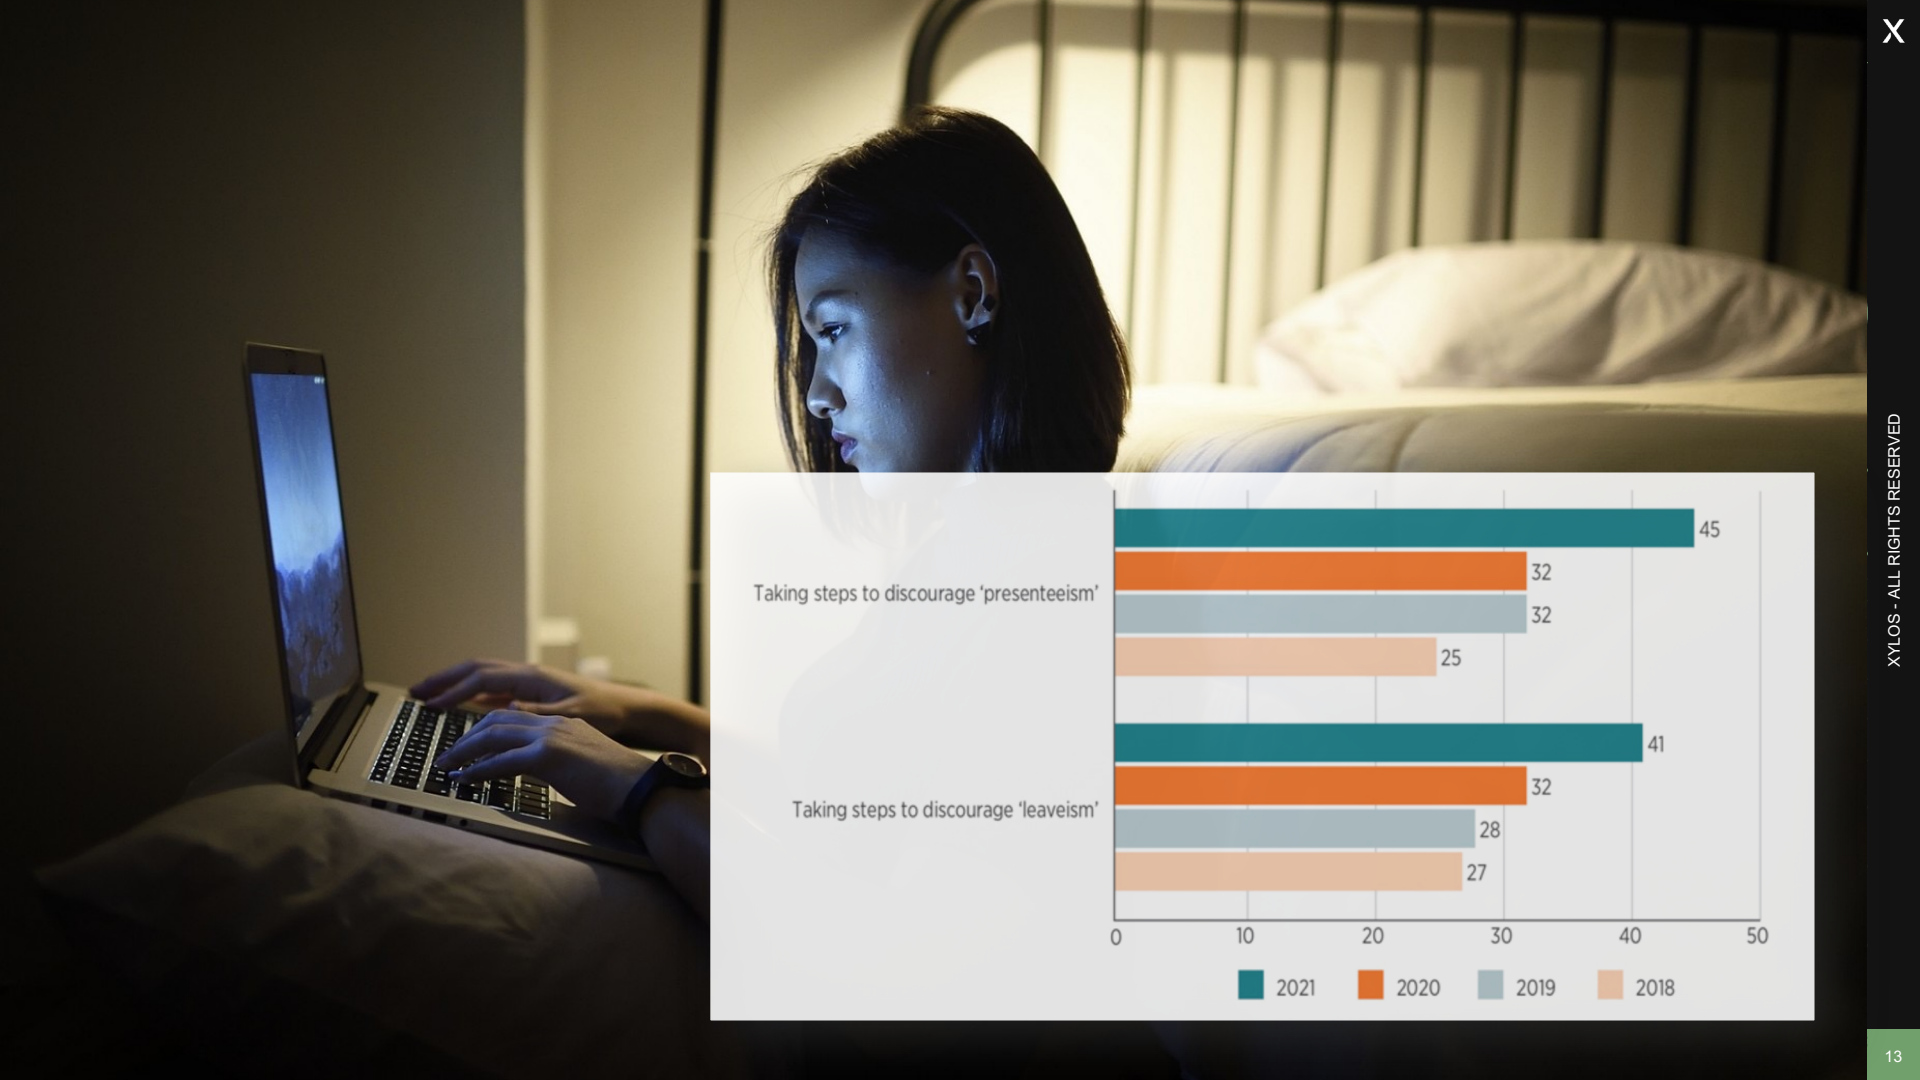 X
45
32
Taking steps to discourage ‘presenteeism’
32
25
41
32
Taking steps to discourage ‘leaveism’
28
27
0 10 20 30 40 50
2021 2020 2019 2018
XYLOS - ALL RIGHTS RESERVED
13